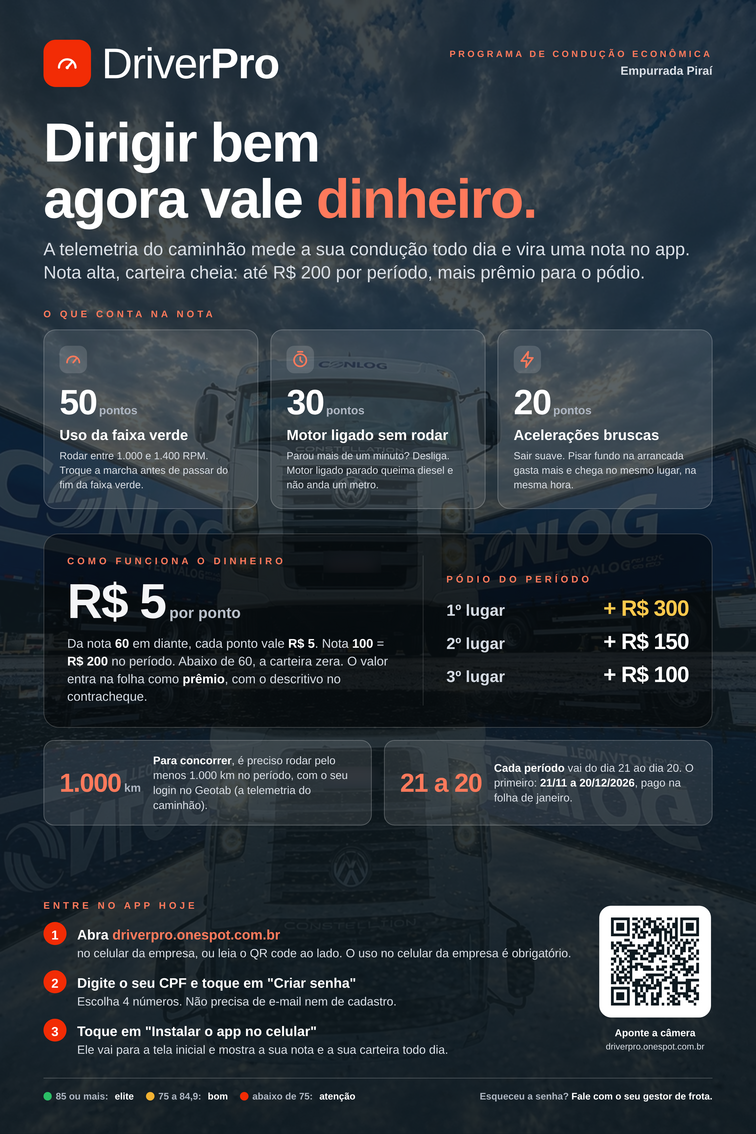 DriverPro
PROGRAMA DE CONDUÇÃO ECONÔMICA
Empurrada Piraí
Dirigir bem
agora vale dinheiro.
A telemetria do caminhão mede a sua condução todo dia e vira uma nota no app.
Nota alta, carteira cheia: até R$ 200 por período, mais prêmio para o pódio.
O QUE CONTA NA NOTA
50 pontos
Uso da faixa verde
Rodar entre 1.000 e 1.400 RPM.
Troque a marcha antes de passar do
fim da faixa verde.
CONLOG
30 pontos
Motor ligado sem rodar
Parou mais de um minuto? Desliga.
Motor ligado parado queima diesel e
não anda um metro.
CONSTELLATION
20 pontos
Acelerações bruscas
Sair suave. Pisar fundo na arrancada
gasta mais e chega no mesmo lugar, na
mesma hora.
CONLOG
CONLOG
COMO FUNCIONA O DINHEIRO
R$ 5 por ponto
Da nota 60 em diante, cada ponto vale R$ 5. Nota 100 =
R$ 200 no período. Abaixo de 60, a carteira zera. O valor
entra na folha como prêmio, com o descritivo no
contracheque.
PÓDIO DO PERÍODO
1º lugar + R$ 300
2º lugar + R$ 150
3º lugar + R$ 100
1.000 km
Para concorrer, é preciso rodar pelo
menos 1.000 km no período, com o seu
login no Geotab (a telemetria do
caminhão).
21 a 20
Cada período vai do dia 21 ao dia 20. O
primeiro: 21/11 a 20/12/2026, pago na
folha de janeiro.
ENTRE NO APP HOJE
1 Abra driverpro.onespot.com.br
no celular da empresa, ou leia o QR code ao lado. O uso no celular da empresa é obrigatório.
2 Digite o seu CPF e toque em "Criar senha"
Escolha 4 números. Não precisa de e-mail nem de cadastro.
3 Toque em "Instalar o app no celular"
Ele vai para a tela inicial e mostra a sua nota e a sua carteira todo dia.
Aponte a câmera
driverpro.onespot.com.br
85 ou mais: elite 75 a 84,9: bom abaixo de 75: atenção
Esqueceu a senha? Fale com o seu gestor de frota.